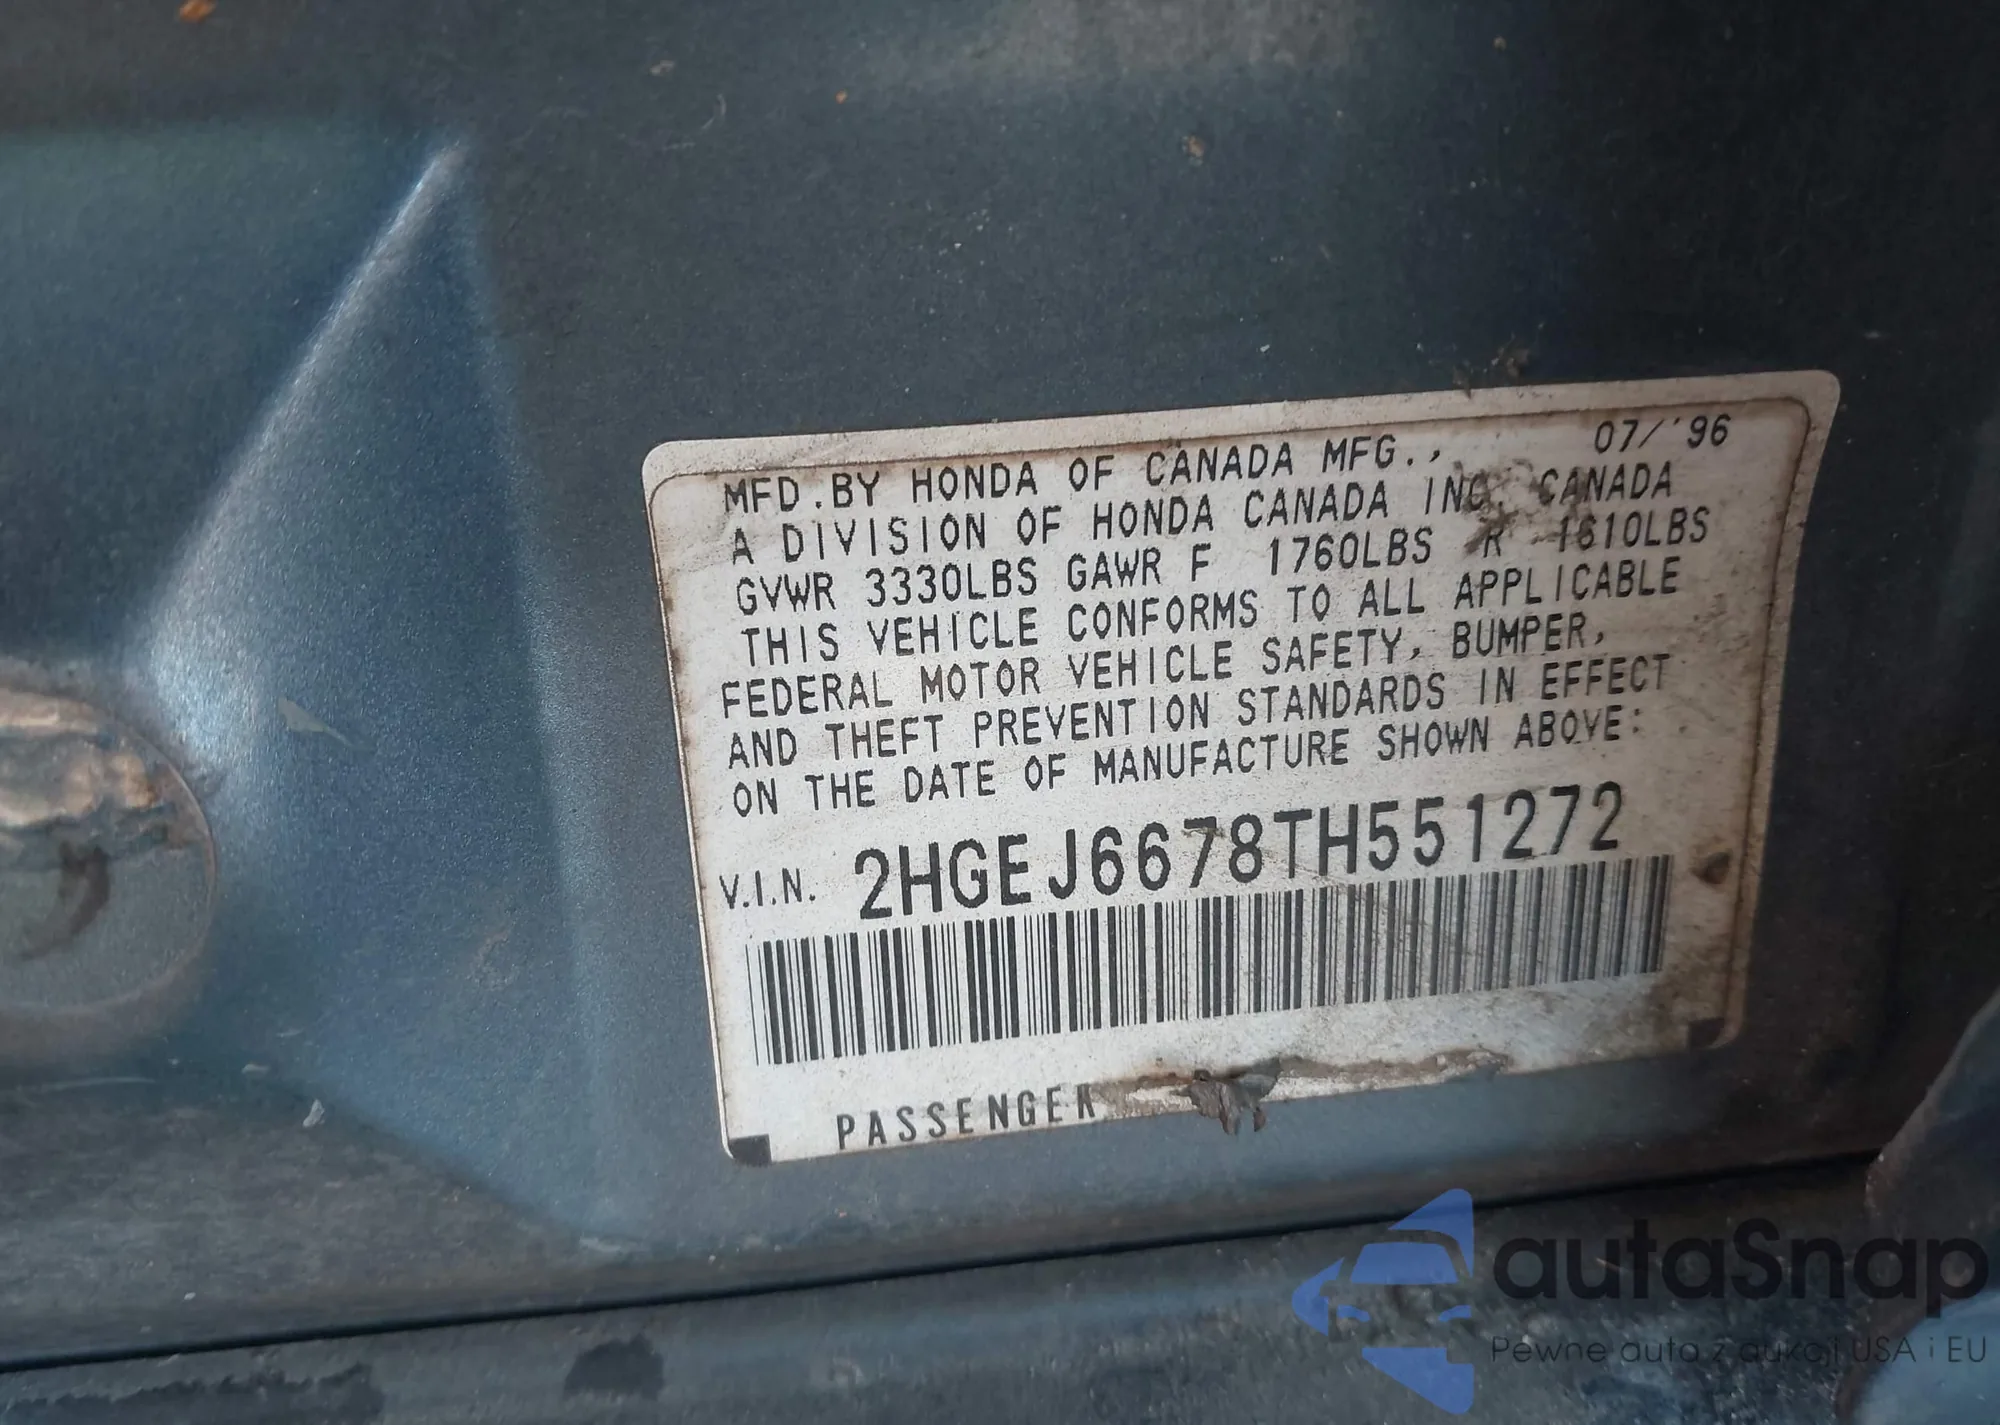 07/'96
MFD.BY HONDA OF CANADA MFG.,
A DIVISION OF HONDA CANADA INC. CANADA
GVWR 3330LBS GAWR F 1760LBS R 1610LBS
THIS VEHICLE CONFORMS TO ALL APPLICABLE
FEDERAL MOTOR VEHICLE SAFETY, BUMPER,
AND THEFT PREVENTION STANDARDS IN EFFECT
ON THE DATE OF MANUFACTURE SHOWN ABOVE:
V.I.N. 2HGEJ6678TH551272
PASSENGER
autaSnap
Pewne auta z aukcji USA i EU